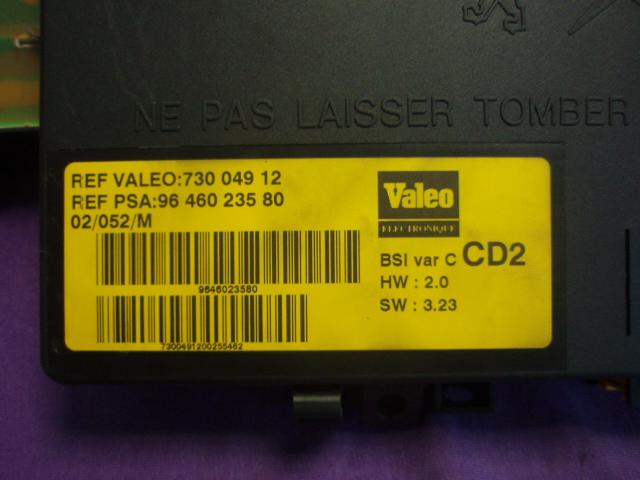 NE PAS LAISSER TOMBER
REF VALEO:730 049 12
REF PSA:96 460 235 80
02/052/M
9646023580
7300491200255462
Valeo
ELECTRONIQUE
BSI var C CD2
HW : 2.0
SW : 3.23